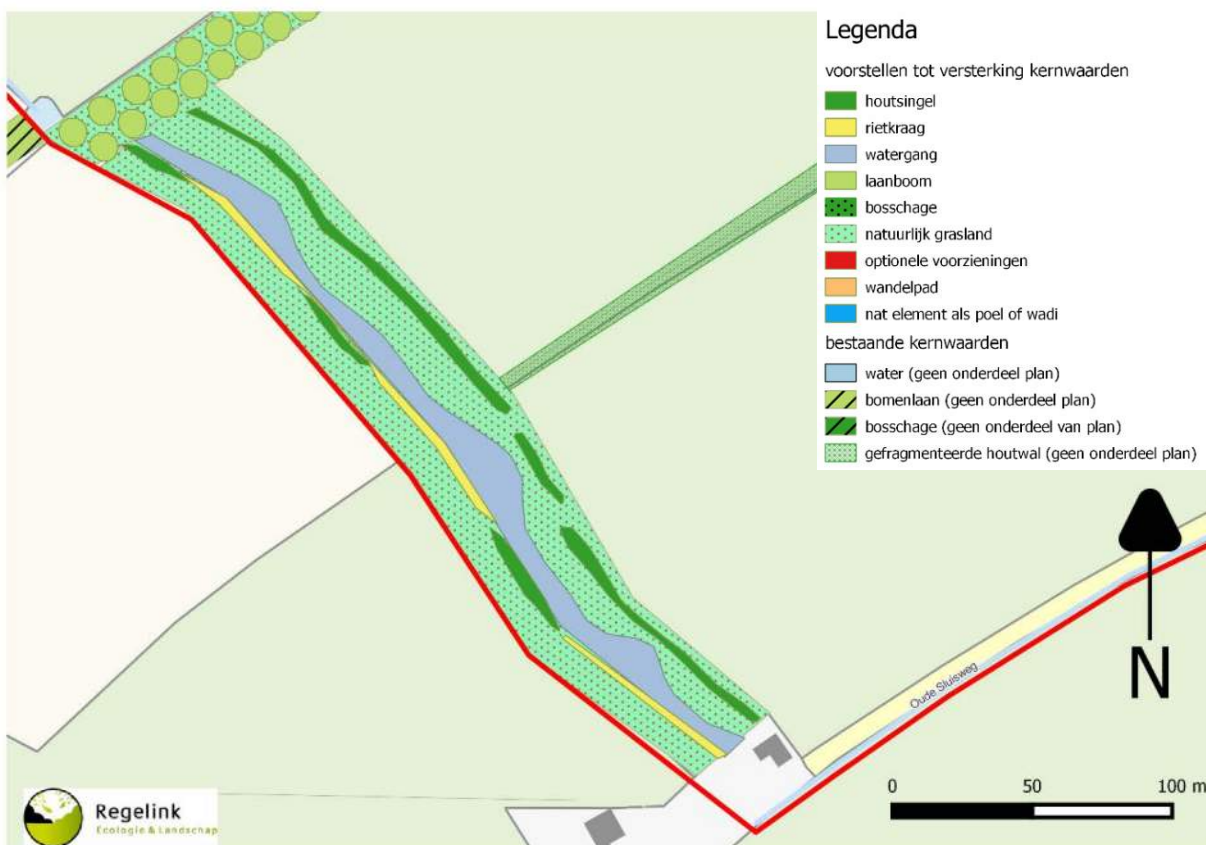 Legenda
voorstellen tot versterking kernwaarden
houtsingel
rietkraag
watergang
laanboom
bosschage
natuurlijk grasland
optionele voorzieningen
wandelpad
nat element als poel of wadi
bestaande kernwaarden
water (geen onderdeel plan)
bomenlaan (geen onderdeel plan)
bosschage (geen onderdeel van plan)
gefragmenteerde houtwal (geen onderdeel plan)
N
Oude Sluisweg
0 50 100 m
Regelink
Ecologie & Landschap